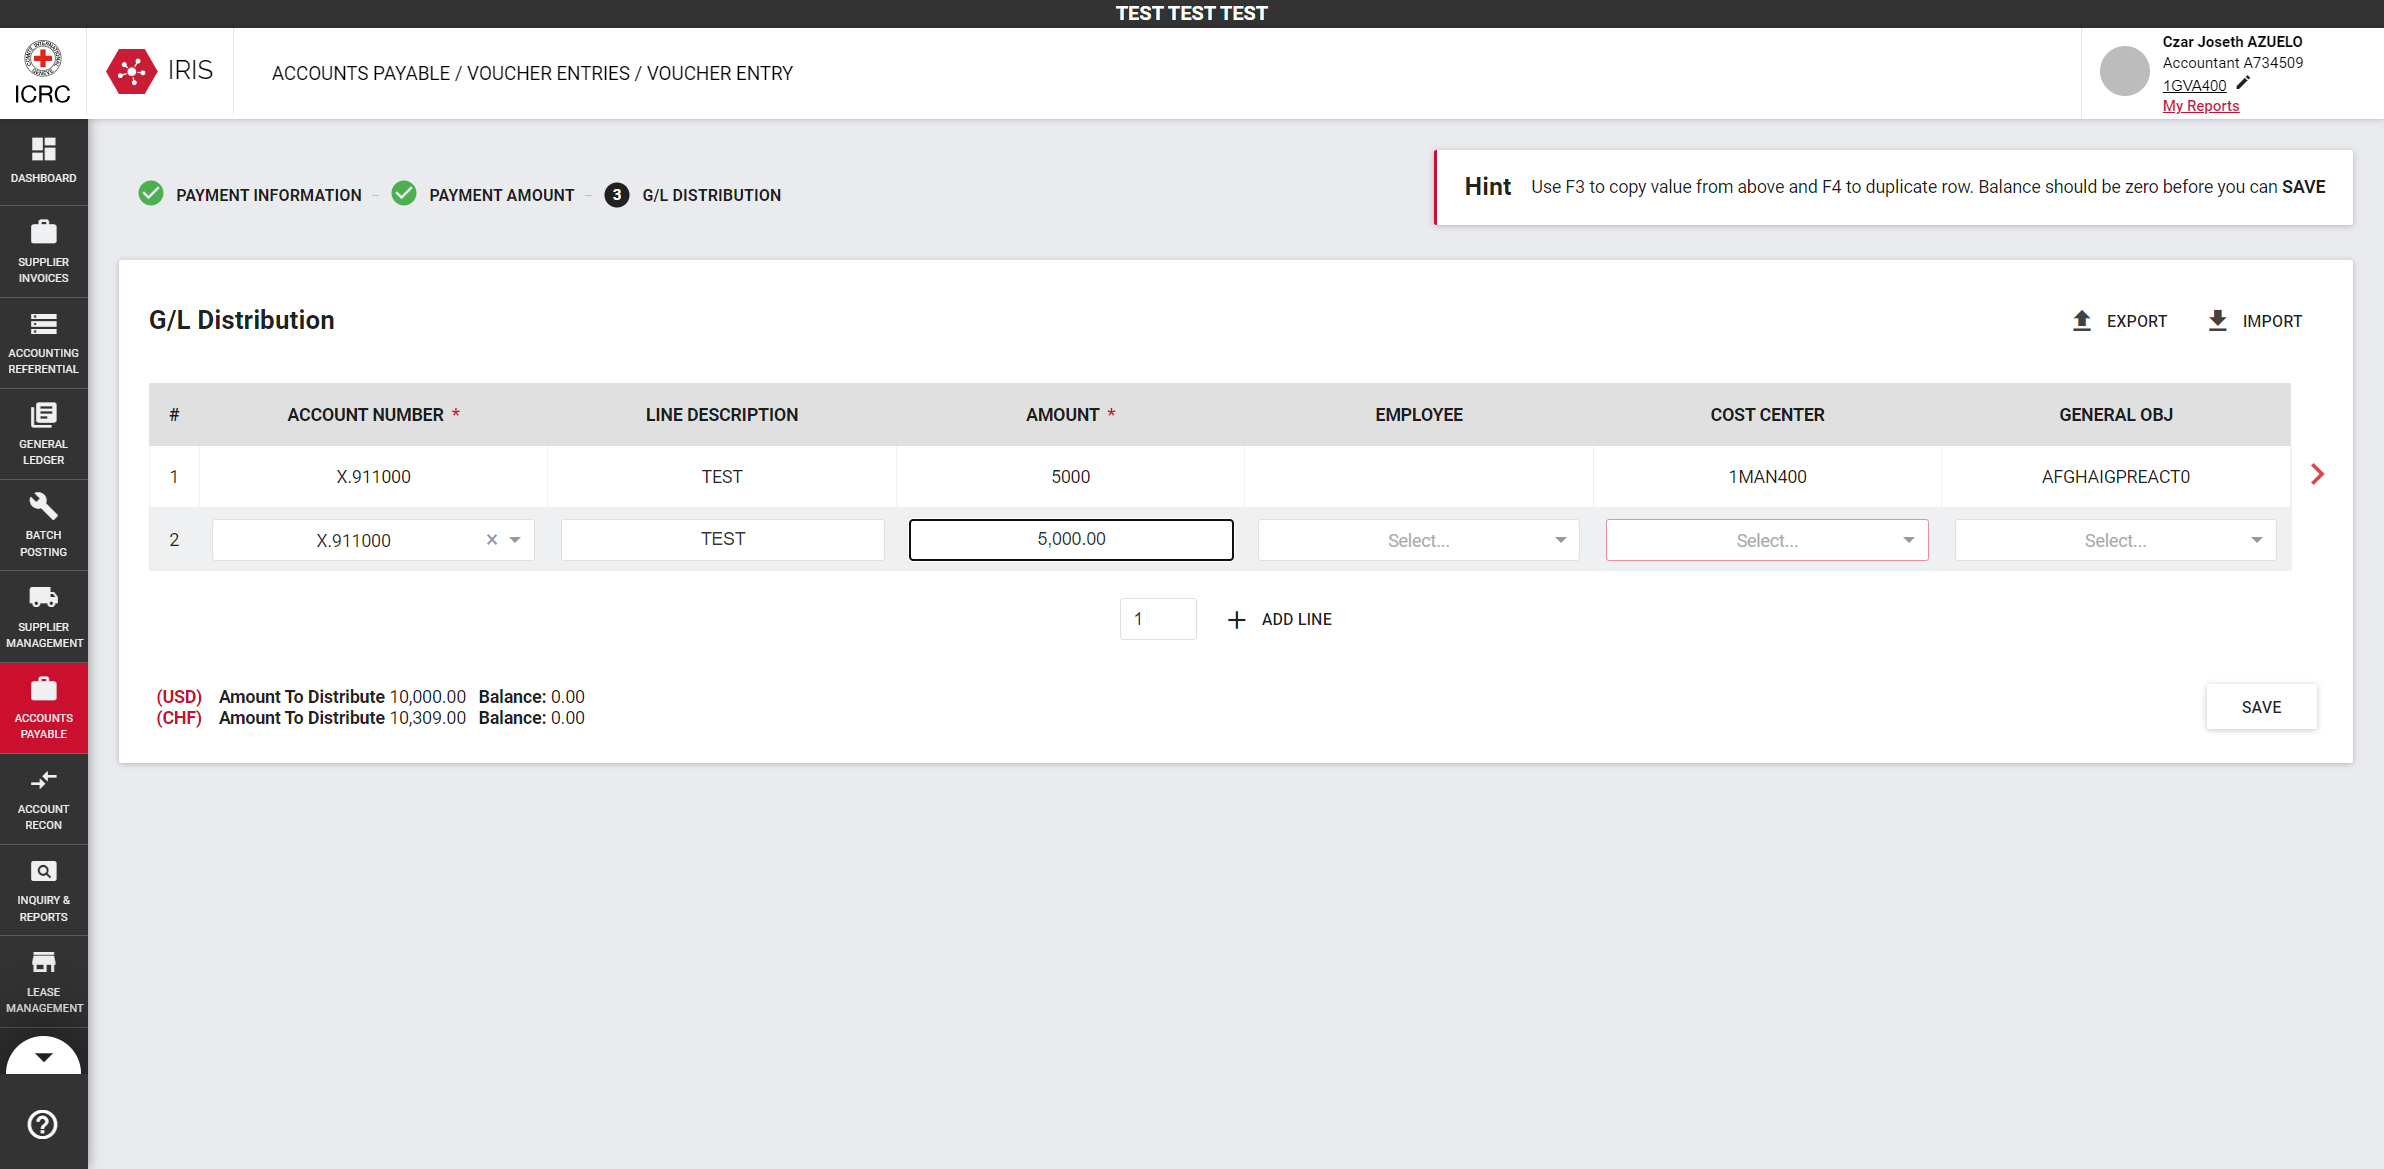 TEST TEST TEST
ICRC
IRIS
ACCOUNTS PAYABLE / VOUCHER ENTRIES / VOUCHER ENTRY
Czar Joseth AZUELO
Accountant A734509
1GVA400
My Reports
DASHBOARD
SUPPLIER
INVOICES
ACCOUNTING
REFERENTIAL
GENERAL
LEDGER
BATCH
POSTING
SUPPLIER
MANAGEMENT
ACCOUNTS
PAYABLE
ACCOUNT
RECON
INQUIRY &
REPORTS
LEASE
MANAGEMENT
PAYMENT INFORMATION – PAYMENT AMOUNT – 3 G/L DISTRIBUTION
Hint Use F3 to copy value from above and F4 to duplicate row. Balance should be zero before you can SAVE
G/L Distribution
EXPORT IMPORT
# ACCOUNT NUMBER * LINE DESCRIPTION AMOUNT * EMPLOYEE COST CENTER GENERAL OBJ
1 X.911000 TEST 5000 1MAN400 AFGHAIGPREACT0
2 X.911000 × TEST 5,000.00 Select... Select... Select...
1 + ADD LINE
(USD) Amount To Distribute 10,000.00 Balance: 0.00
(CHF) Amount To Distribute 10,309.00 Balance: 0.00
SAVE